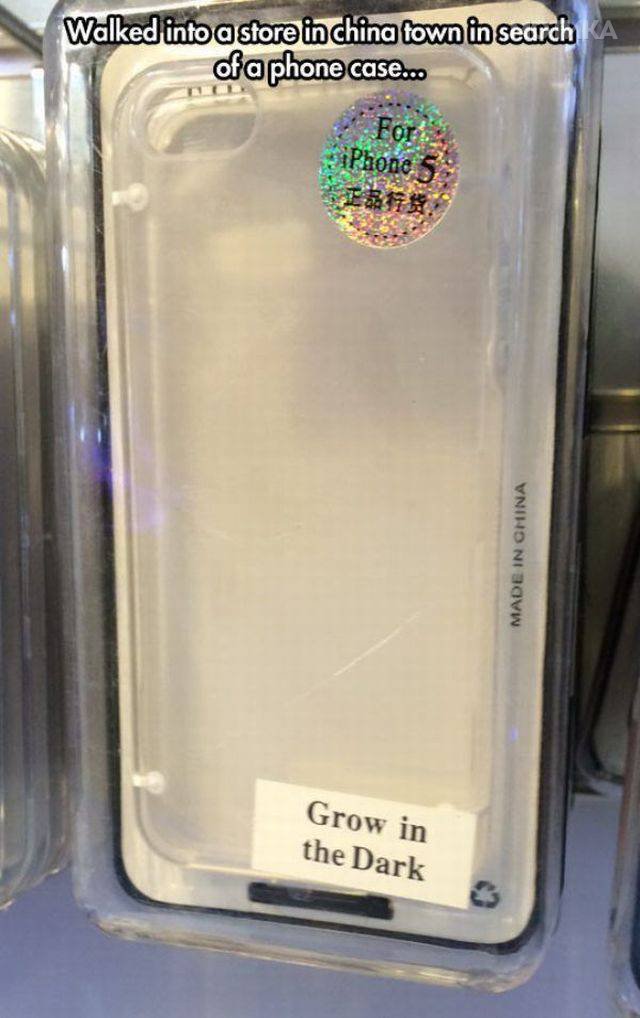 Walked into a store in china town in search
of a phone case...
For
iPhone 5
正品行货
MADE IN CHINA
Grow in
the Dark